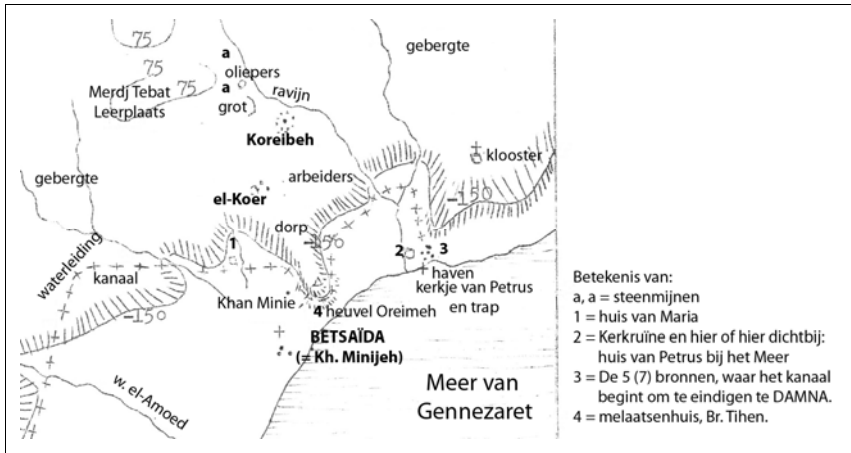 75
gebergte
75
a
oliepers
Merdj Tebat
75
a
Leerplaats
grot
ravijn
Koreibeh
klooster
arbeiders
gebergte
-150
el-Koer
dorp
1
-150
2
3
waterleiding
kanaal
haven
Khan Minie
kerkje van Petrus
en trap
4 heuvel Oreimeh
-150
BETSAÏDA
(= Kh. Minijeh)
w. el-Amoed
Meer van
Gennezaret
Betekenis van:
a, a = steenmijnen
1 = huis van Maria
2 = Kerkruïne en hier of hier dichtbij:
huis van Petrus bij het Meer
3 = De 5 (7) bronnen, waar het kanaal
begint om te eindigen te DAMNA.
4 = melaatsenhuis, Br. Tihen.